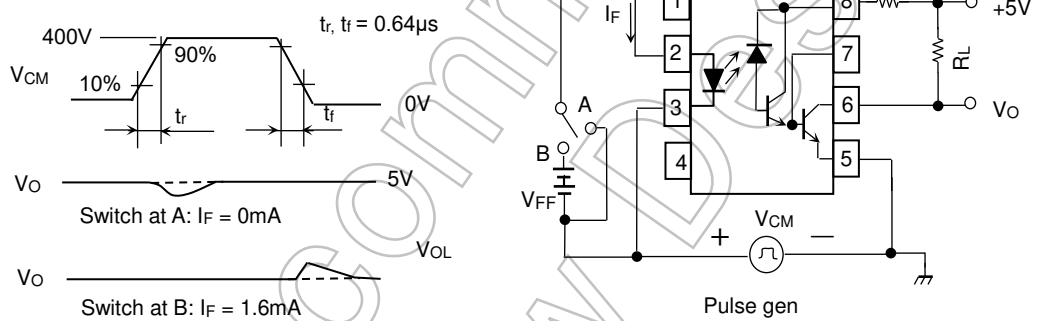 tr, tf = 0.64μs
400V
90%
VCM
10%
0V
tr
tf
VO
5V
Switch at A: IF = 0mA
VOL
VO
Switch at B: IF = 1.6mA
IF
A
B
VFF
1
2
3
4
8
7
6
5
+5V
RL
VO
VCM
+
—
Pulse gen